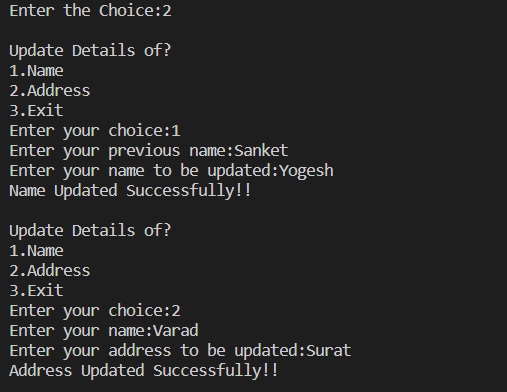 Enter the Choice:2
Update Details of?
1.Name
2.Address
3.Exit
Enter your choice:1
Enter your previous name:Sanket
Enter your name to be updated:Yogesh
Name Updated Successfully!!
Update Details of?
1.Name
2.Address
3.Exit
Enter your choice:2
Enter your name:Varad
Enter your address to be updated:Surat
Address Updated Successfully!!